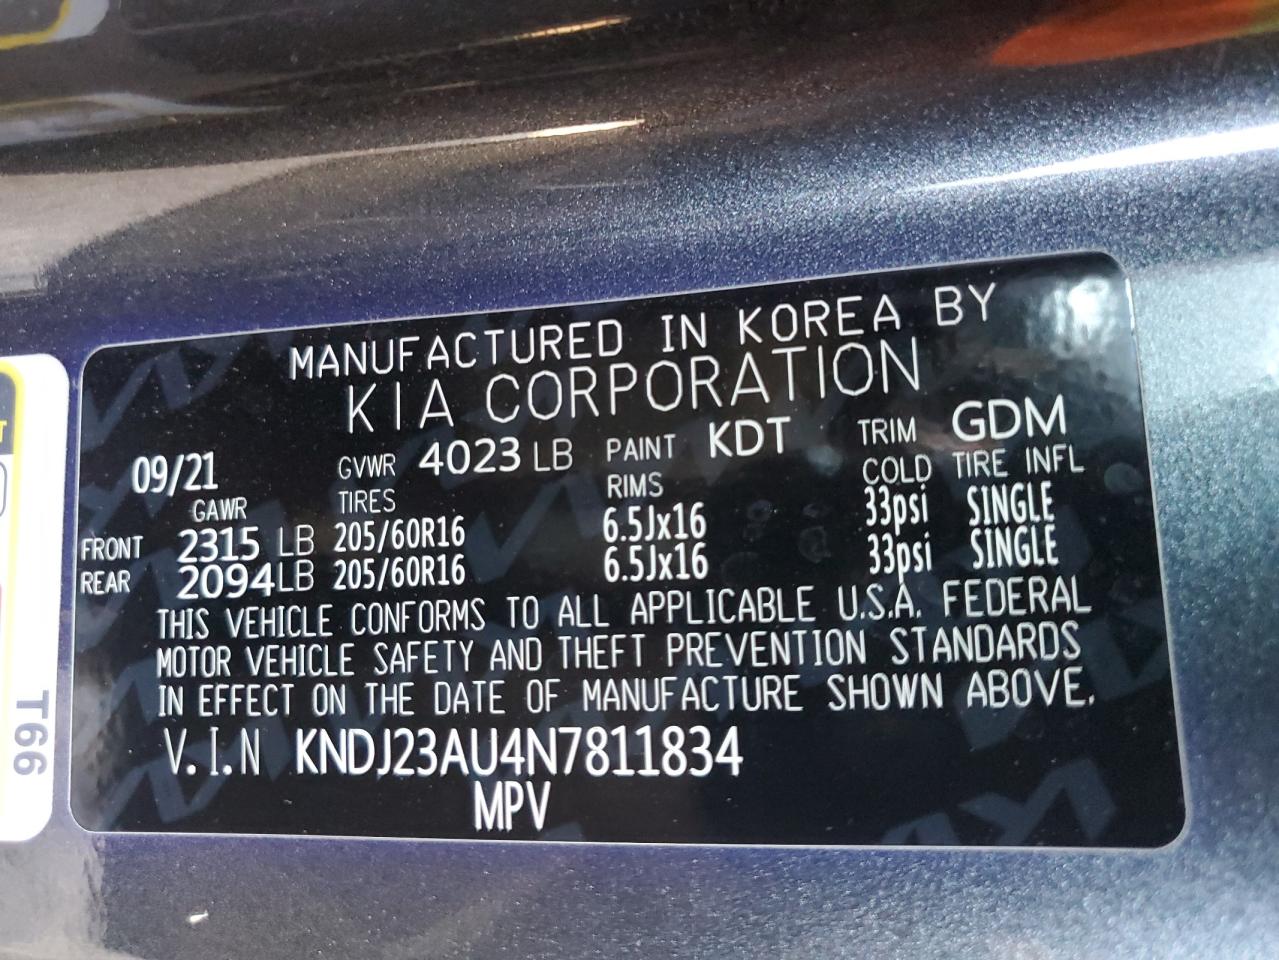 MANUFACTURED IN KOREA BY
KIA CORPORATION
09/21 GVWR 4023 LB PAINT KDT TRIM GDM
GAWR TIRES RIMS COLD TIRE INFL
FRONT 2315 LB 205/60R16 6.5Jx16 33psi SINGLE
REAR 2094LB 205/60R16 6.5Jx16 33psi SINGLE
THIS VEHICLE CONFORMS TO ALL APPLICABLE U.S.A. FEDERAL
MOTOR VEHICLE SAFETY AND THEFT PREVENTION STANDARDS
IN EFFECT ON THE DATE OF MANUFACTURE SHOWN ABOVE.
V.I.N KNDJ23AU4N7811834
MPV
T66